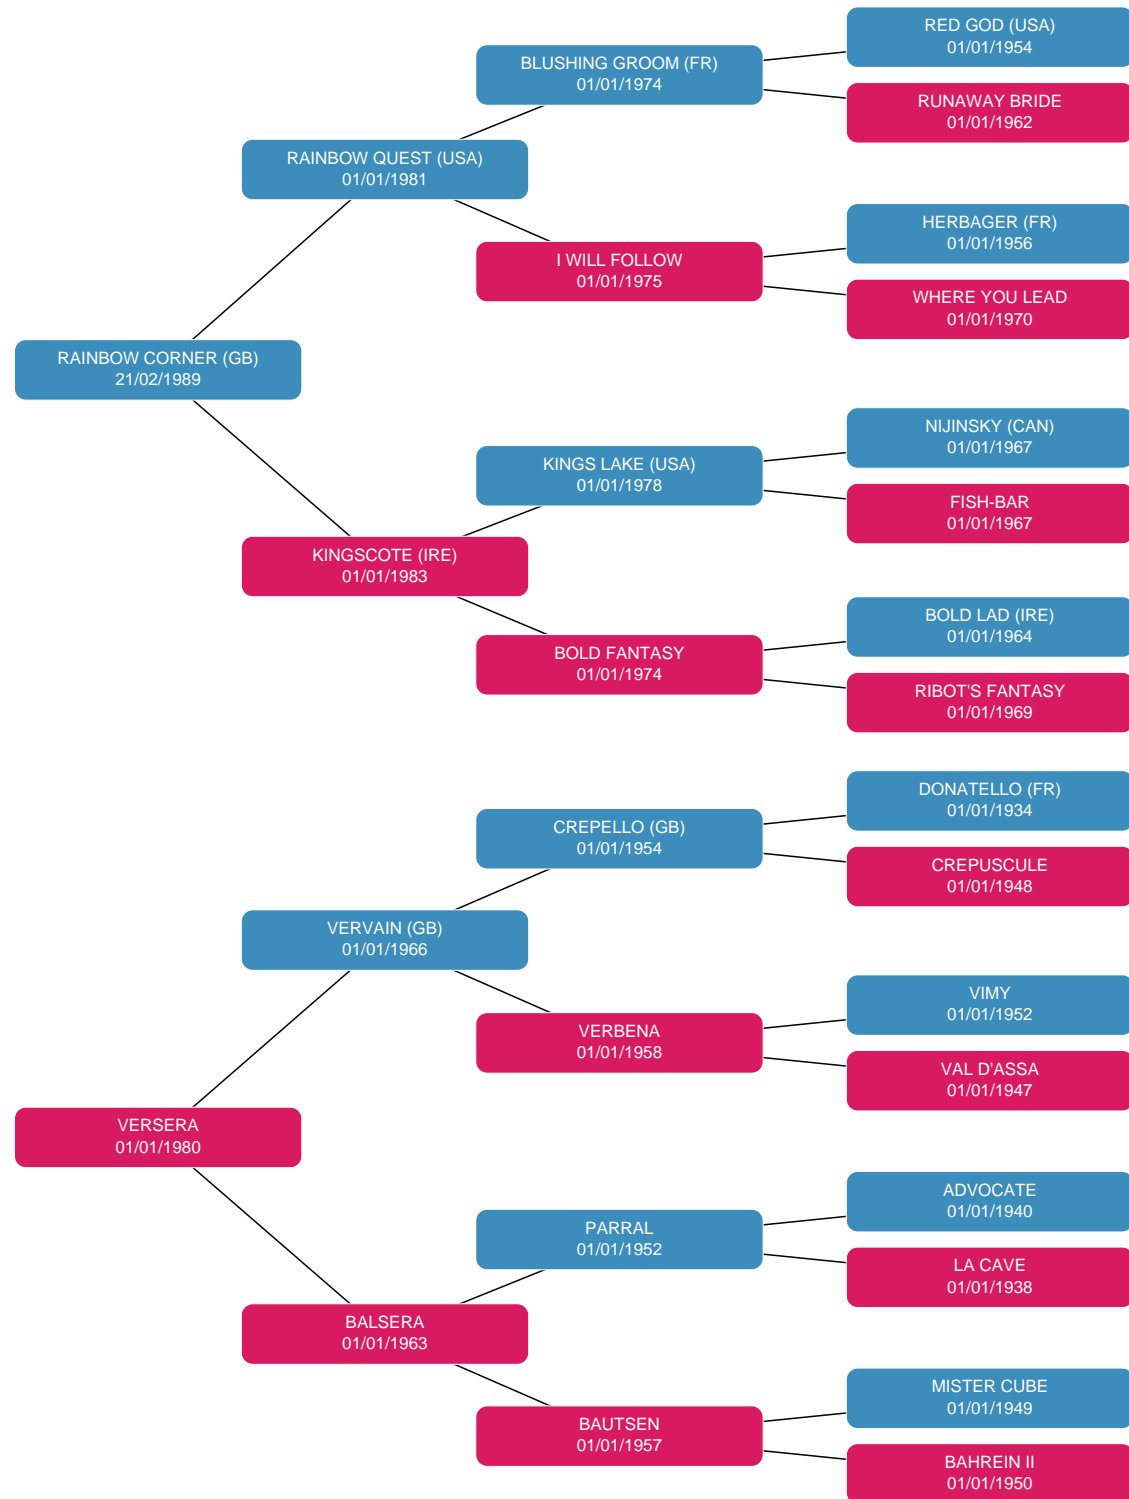 RED GOD (USA)
01/01/1954
BLUSHING GROOM (FR)
01/01/1974
RUNAWAY BRIDE
01/01/1962
RAINBOW QUEST (USA)
01/01/1981
HERBAGER (FR)
01/01/1956
I WILL FOLLOW
01/01/1975
WHERE YOU LEAD
01/01/1970
RAINBOW CORNER (GB)
21/02/1989
NIJINSKY (CAN)
01/01/1967
KINGS LAKE (USA)
01/01/1978
FISH-BAR
01/01/1967
KINGSCOTE (IRE)
01/01/1983
BOLD LAD (IRE)
01/01/1964
BOLD FANTASY
01/01/1974
RIBOT'S FANTASY
01/01/1969
DONATELLO (FR)
01/01/1934
CREPELLO (GB)
01/01/1954
CREPUSCULE
01/01/1948
VERVAIN (GB)
01/01/1966
VIMY
01/01/1952
VERBENA
01/01/1958
VAL D'ASSA
01/01/1947
VERSERA
01/01/1980
ADVOCATE
01/01/1940
PARRAL
01/01/1952
LA CAVE
01/01/1938
BALSERA
01/01/1963
MISTER CUBE
01/01/1949
BAUTSEN
01/01/1957
BAHREIN II
01/01/1950